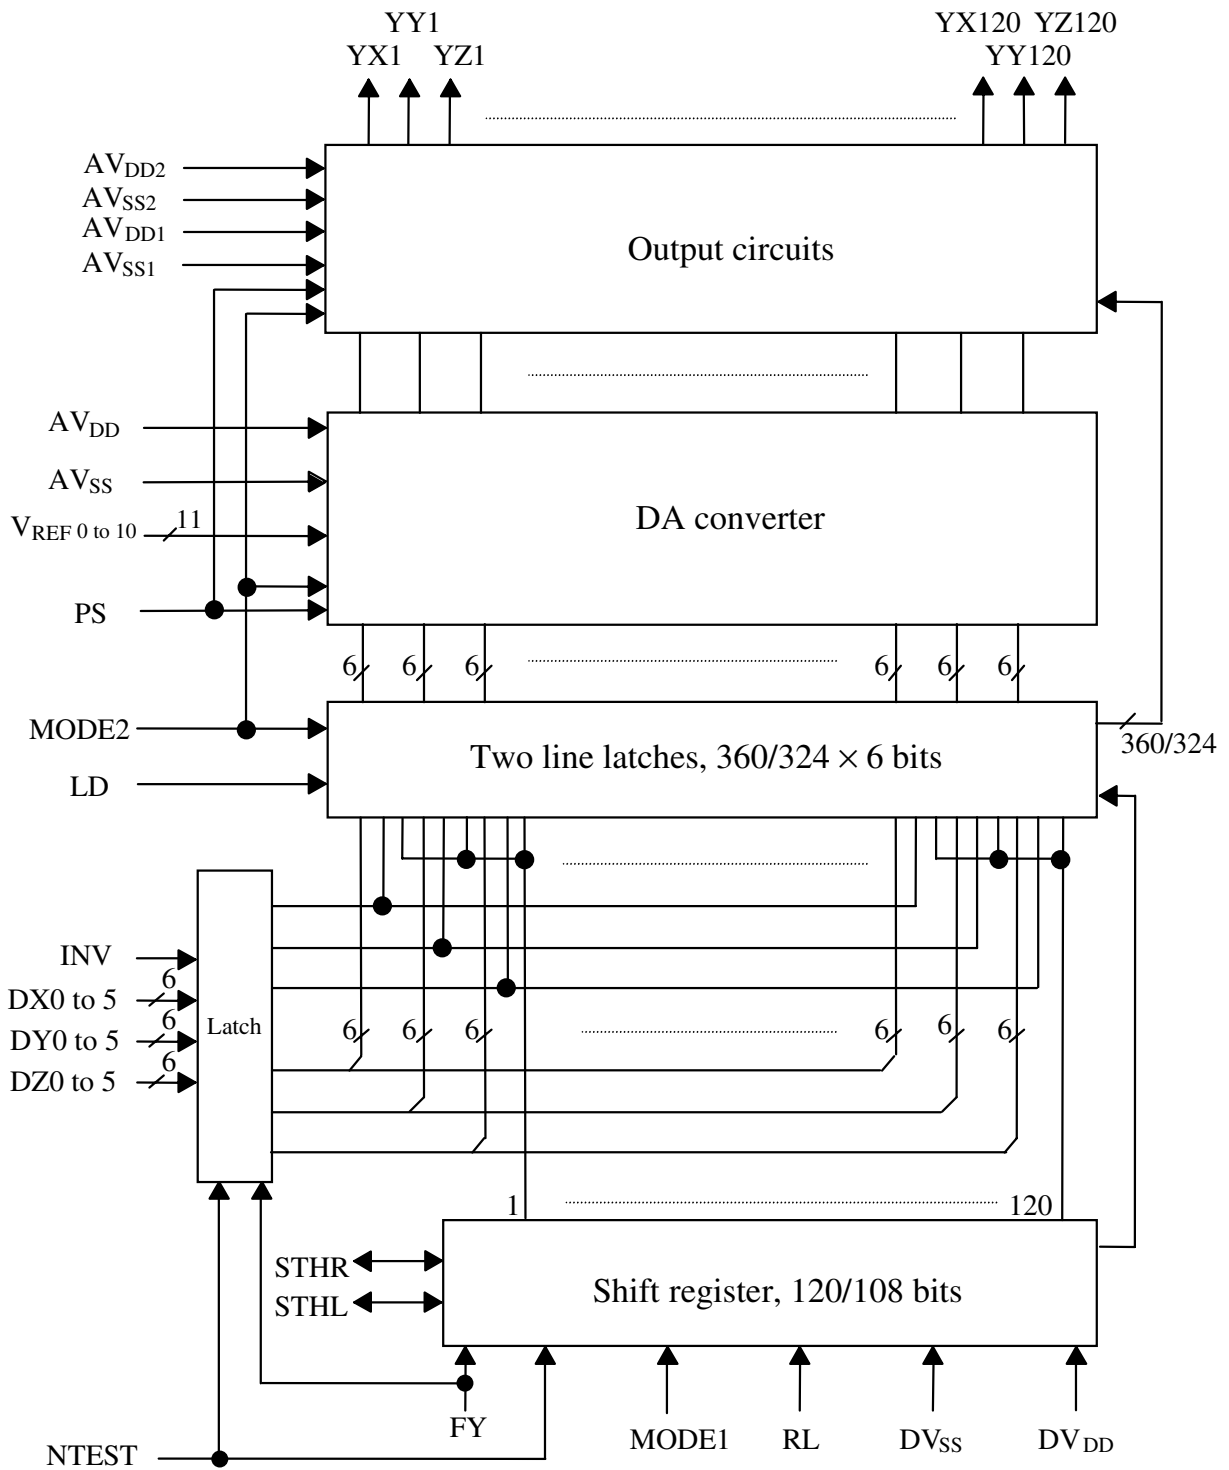 YY1
YX1 YZ1
YX120 YZ120
YY120
AVDD2
AVSS2
AVDD1
AVSS1
Output circuits
AVDD
AVSS
VREF 0 to 10
11
DA converter
PS
6 6 6 6 6 6
MODE2
LD
Two line latches, 360/324 × 6 bits
360/324
INV
DX0 to 5
6
DY0 to 5
6
DZ0 to 5
6
Latch
6 6 6 6 6 6
1 120
STHR
STHL
Shift register, 120/108 bits
FY
MODE1
RL
DVSS
DVDD
NTEST